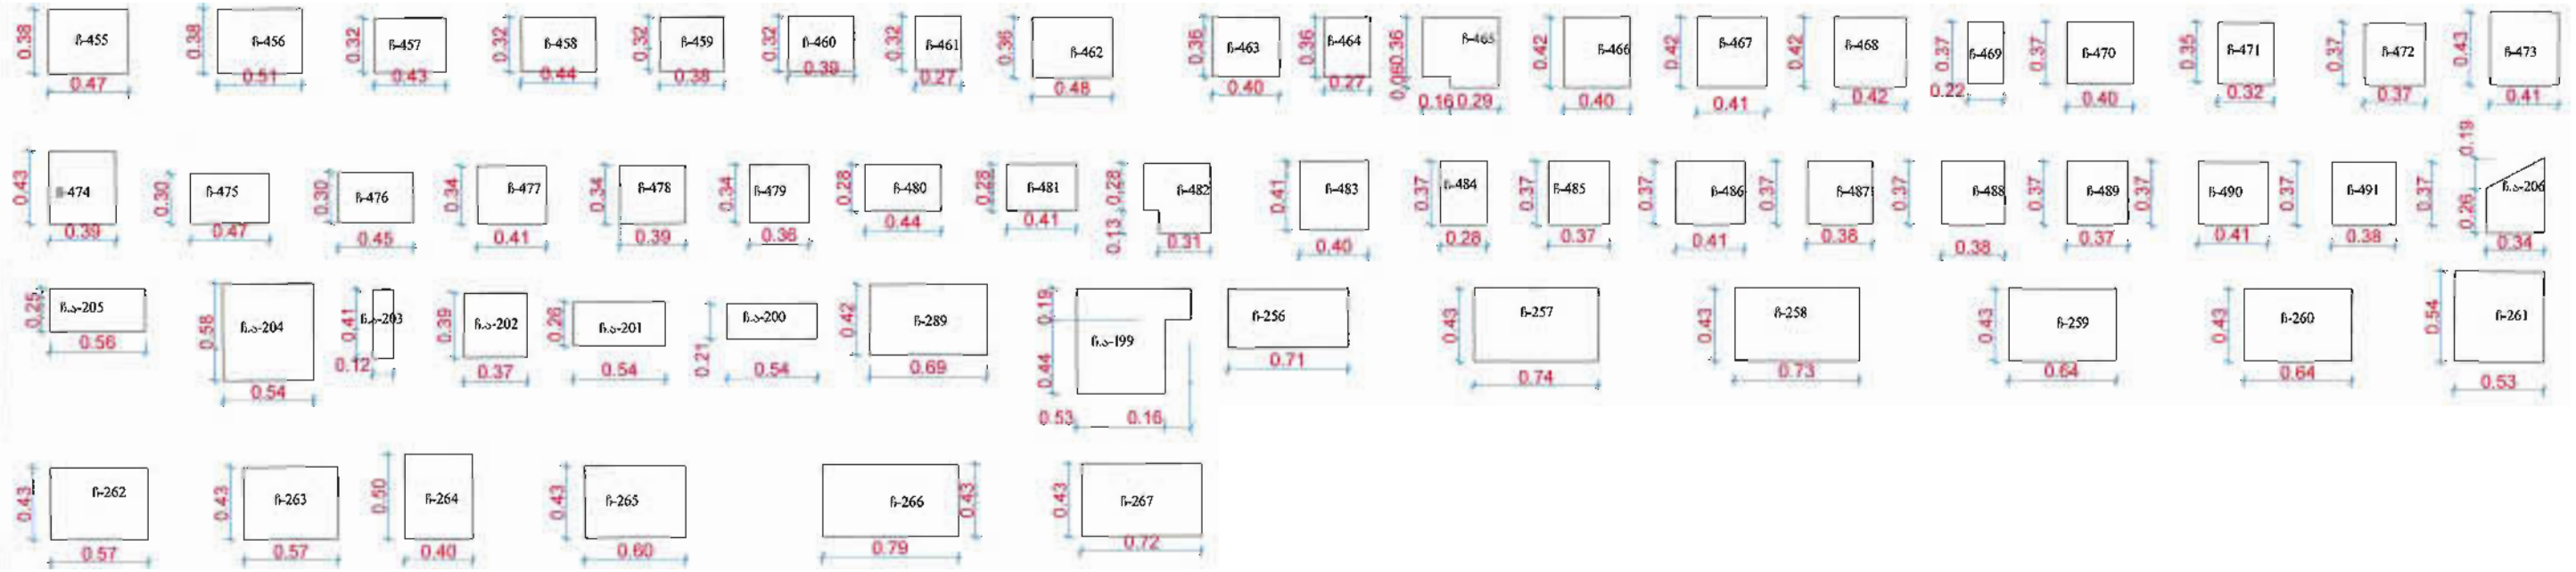 0.38 ß-455 0.47
0.38 ß-456 0.51
0.32 ß-457 0.43
0.32 ß-458 0.44
0.32 ß-459 0.38
0.32 ß-460 0.39
0.32 ß-461 0.27
0.36 ß-462 0.48
0.36 ß-463 0.40
0.36 ß-464 0.27
0.36 0.06 ß-465 0.16 0.29
0.42 ß-466 0.40
0.42 ß-467 0.41
0.42 ß-468 0.42
0.37 ß-469 0.22
0.37 ß-470 0.40
0.35 ß-471 0.32
0.37 ß-472 0.37
0.43 ß-473 0.41
0.43 ß-474 0.39
0.30 ß-475 0.47
0.30 ß-476 0.45
0.34 ß-477 0.41
0.34 ß-478 0.39
0.34 ß-479 0.36
0.28 ß-480 0.44
0.28 ß-481 0.41
0.28 0.13 ß-482 0.31
0.41 ß-483 0.40
0.37 ß-484 0.28
0.37 ß-485 0.37
0.37 ß-486 0.41
0.37 ß-487 0.38
0.37 ß-488 0.38
0.37 ß-489 0.37
0.37 ß-490 0.41
0.37 ß-491 0.38
0.37
0.19 0.26 ß.s-206 0.34
0.25 ß.s-205 0.56
0.58 ß.s-204 0.54
0.41 ß.s-203 0.12
0.39 ß.s-202 0.37
0.26 ß.s-201 0.54
0.21 ß.s-200 0.54
0.42 ß-289 0.69
0.19 0.44 ß.s-199 0.53 0.16
ß-256 0.71
0.43 ß-257 0.74
0.43 ß-258 0.73
0.43 ß-259 0.64
0.43 ß-260 0.64
0.54 ß-261 0.53
0.43 ß-262 0.57
0.43 ß-263 0.57
0.50 ß-264 0.40
0.43 ß-265 0.60
ß-266 0.43 0.79
0.43 ß-267 0.72